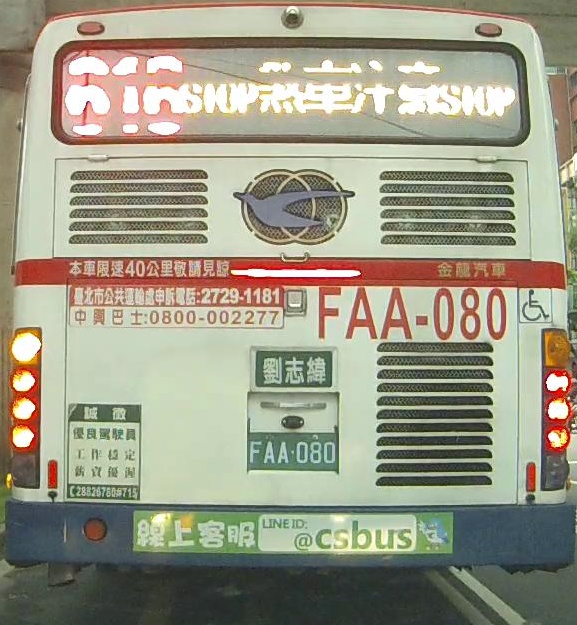 本車限速40公里敬請見諒
金龍汽車
臺北市公共運輸處申訴電話:2729-1181
中興巴士:0800-002277
FAA-080
劉志緯
FAA·080
誠徵
優良駕駛員
工作穩定
薪資優渥
28826760#715
線上客服 LINE ID: @csbus